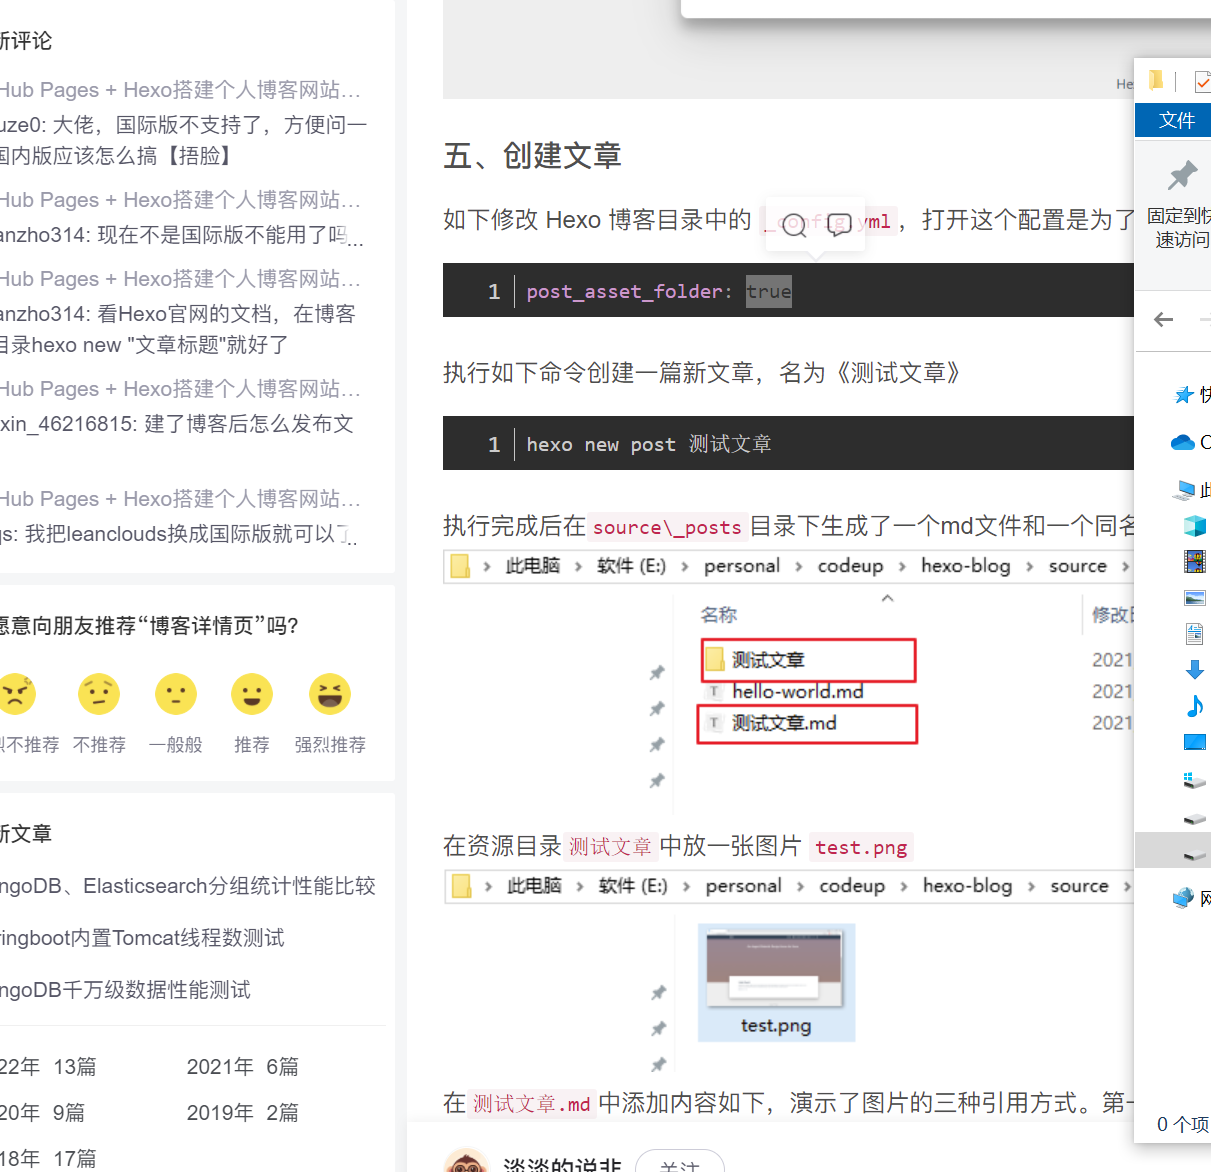 新评论
Hub Pages + Hexo搭建个人博客网站...
uze0: 大佬，国际版不支持了，方便问一
国内版应该怎么搞【捂脸】
Hub Pages + Hexo搭建个人博客网站...
anzho314: 现在不是国际版不能用了吗...
Hub Pages + Hexo搭建个人博客网站...
anzho314: 看Hexo官网的文档，在博客
目录hexo new "文章标题"就好了
Hub Pages + Hexo搭建个人博客网站...
xin_46216815: 建了博客后怎么发布文
Hub Pages + Hexo搭建个人博客网站...
qs: 我把leanclouds换成国际版就可以了...
愿意向朋友推荐“博客详情页”吗?
烈不推荐 不推荐 一般般 推荐 强烈推荐
新文章
ngoDB、Elasticsearch分组统计性能比较
ringboot内置Tomcat线程数测试
ngoDB千万级数据性能测试
22年 13篇 2021年 6篇
20年 9篇 2019年 2篇
18年 17篇
He
五、创建文章
如下修改 Hexo 博客目录中的 _config.yml，打开这个配置是为了
1 post_asset_folder: true
执行如下命令创建一篇新文章，名为《测试文章》
1 hexo new post 测试文章
执行完成后在source\_posts目录下生成了一个md文件和一个同名
此电脑 > 软件 (E:) > personal > codeup > hexo-blog > source >
名称 修改日
测试文章 2021
hello-world.md 2021
测试文章.md 2021
在资源目录测试文章中放一张图片 test.png
此电脑 > 软件 (E:) > personal > codeup > hexo-blog > source >
test.png
在测试文章.md中添加内容如下，演示了图片的三种引用方式。第一
淡淡的说非 关注
文件
固定到快
速访问
快
此
网
0 个项